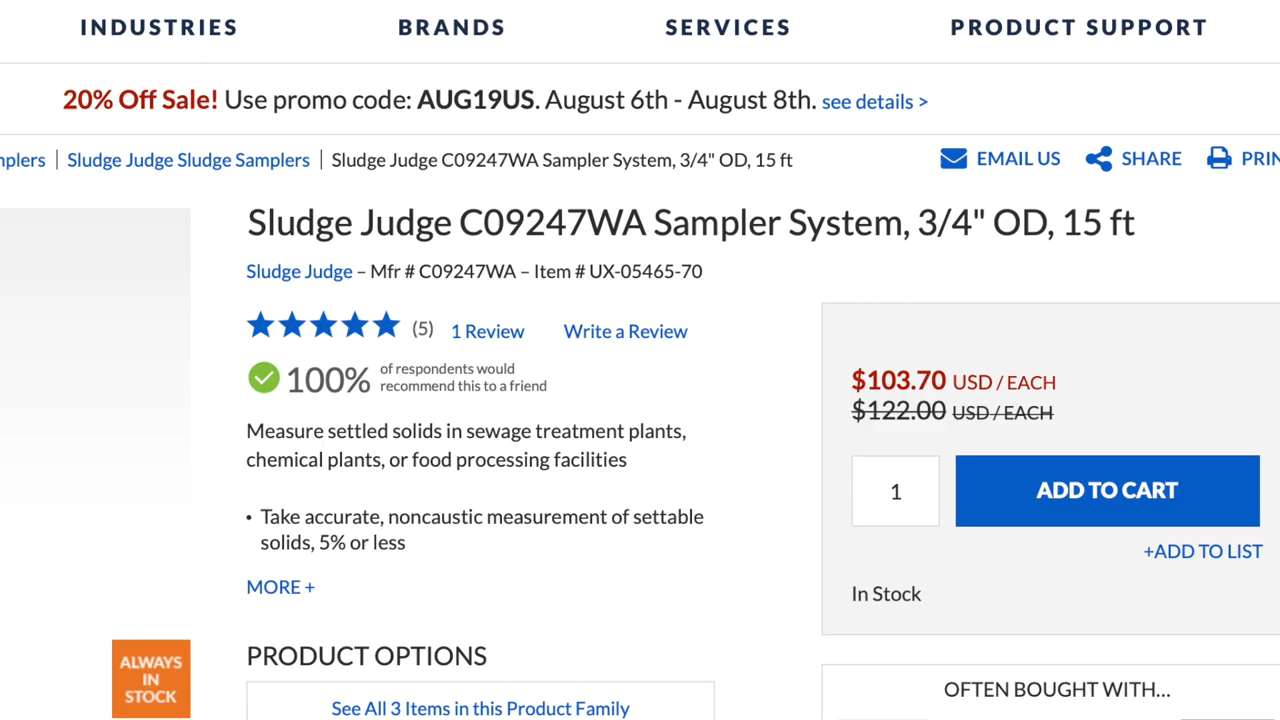 INDUSTRIES BRANDS SERVICES PRODUCT SUPPORT
20% Off Sale! Use promo code: AUG19US. August 6th - August 8th. see details >
mplers | Sludge Judge Sludge Samplers | Sludge Judge C09247WA Sampler System, 3/4" OD, 15 ft
EMAIL US SHARE PRIN
Sludge Judge C09247WA Sampler System, 3/4" OD, 15 ft
Sludge Judge – Mfr # C09247WA – Item # UX-05465-70
(5) 1 Review Write a Review
100% of respondents would
recommend this to a friend
Measure settled solids in sewage treatment plants,
chemical plants, or food processing facilities
• Take accurate, noncaustic measurement of settable
solids, 5% or less
MORE +
$103.70 USD / EACH
$122.00 USD / EACH
1 ADD TO CART
+ADD TO LIST
In Stock
ALWAYS
IN
STOCK
PRODUCT OPTIONS
See All 3 Items in this Product Family
OFTEN BOUGHT WITH...